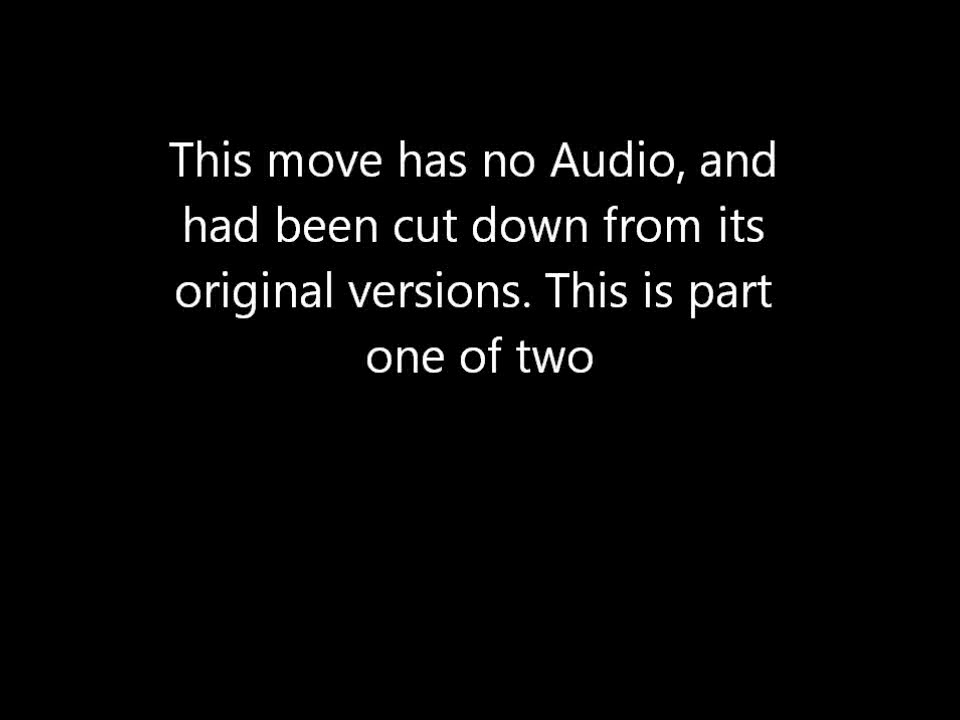 This move has no Audio, and
had been cut down from its
original versions. This is part
one of two